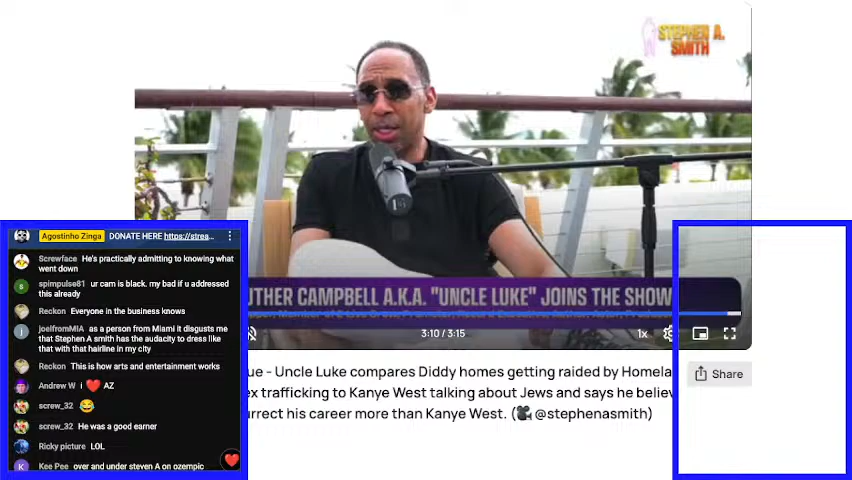 STEPHEN A.
SMITH
UTHER CAMPBELL A.K.A. "UNCLE LUKE" JOINS THE SHOW
3:10 / 3:15
1x
ue - Uncle Luke compares Diddy homes getting raided by Homela
ex trafficking to Kanye West talking about Jews and says he believ
urrect his career more than Kanye West. (🎥 @stephenasmith)
Share
Agostinho Zinga DONATE HERE https://strea...
Screwface He's practically admitting to knowing what
went down
spimpulse81 ur cam is black. my bad if u addressed
this already
Reckon Everyone in the business knows
joelfromMIA as a person from Miami it disgusts me
that Stephen A smith has the audacity to dress like
that with that hairline in my city
Reckon This is how arts and entertainment works
Andrew W i ❤️ AZ
screw_32 😂
screw_32 He was a good earner
Ricky picture LOL
Kee Pee over and under steven A on ozempic